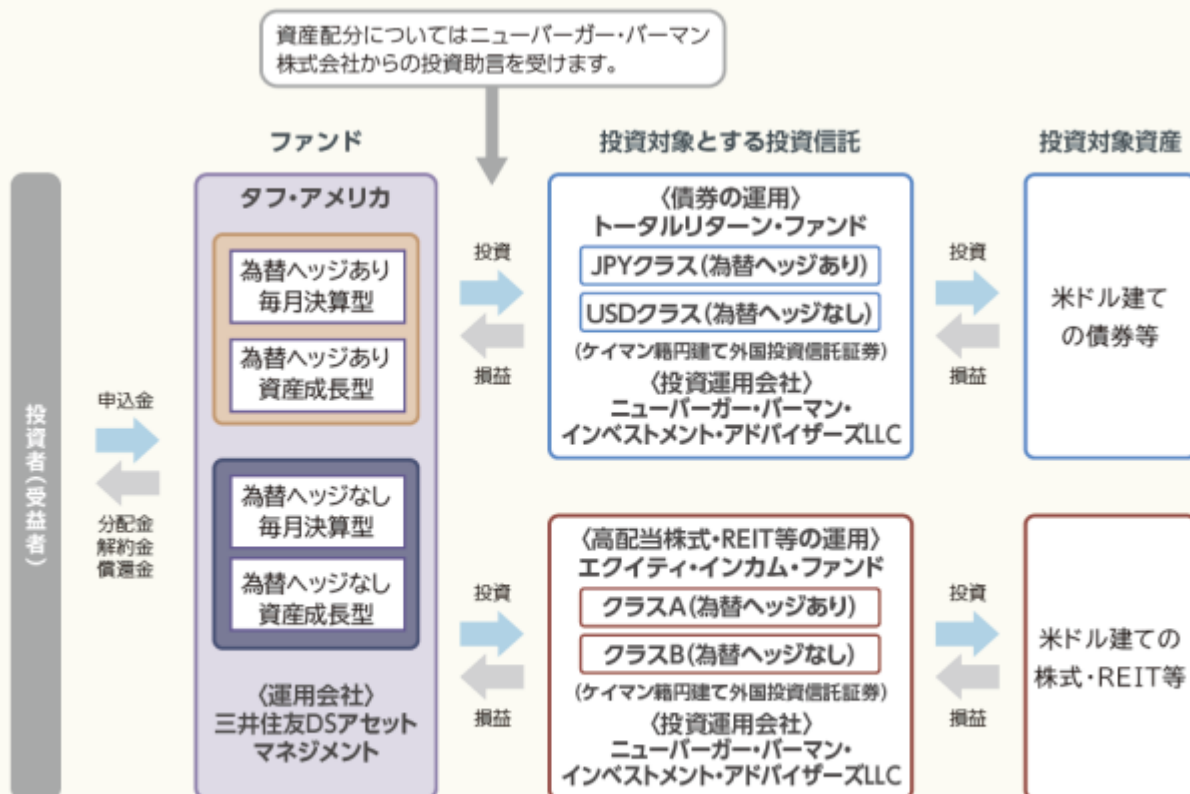 資産配分についてはニューバーガー・バーマン
株式会社からの投資助言を受けます。
ファンド
投資対象とする投資信託
投資対象資産
投資者(受益者)
申込金
分配金
解約金
償還金
タフ・アメリカ
為替ヘッジあり
毎月決算型
為替ヘッジあり
資産成長型
為替ヘッジなし
毎月決算型
為替ヘッジなし
資産成長型
〈運用会社〉
三井住友DSアセット
マネジメント
投資
損益
〈債券の運用〉
トータルリターン・ファンド
JPYクラス(為替ヘッジあり)
USDクラス(為替ヘッジなし)
(ケイマン籍円建て外国投資信託証券)
〈投資運用会社〉
ニューバーガー・バーマン・
インベストメント・アドバイザーズLLC
投資
損益
米ドル建て
の債券等
投資
損益
〈高配当株式・REIT等の運用〉
エクイティ・インカム・ファンド
クラスA(為替ヘッジあり)
クラスB(為替ヘッジなし)
(ケイマン籍円建て外国投資信託証券)
〈投資運用会社〉
ニューバーガー・バーマン・
インベストメント・アドバイザーズLLC
投資
損益
米ドル建ての
株式・REIT等